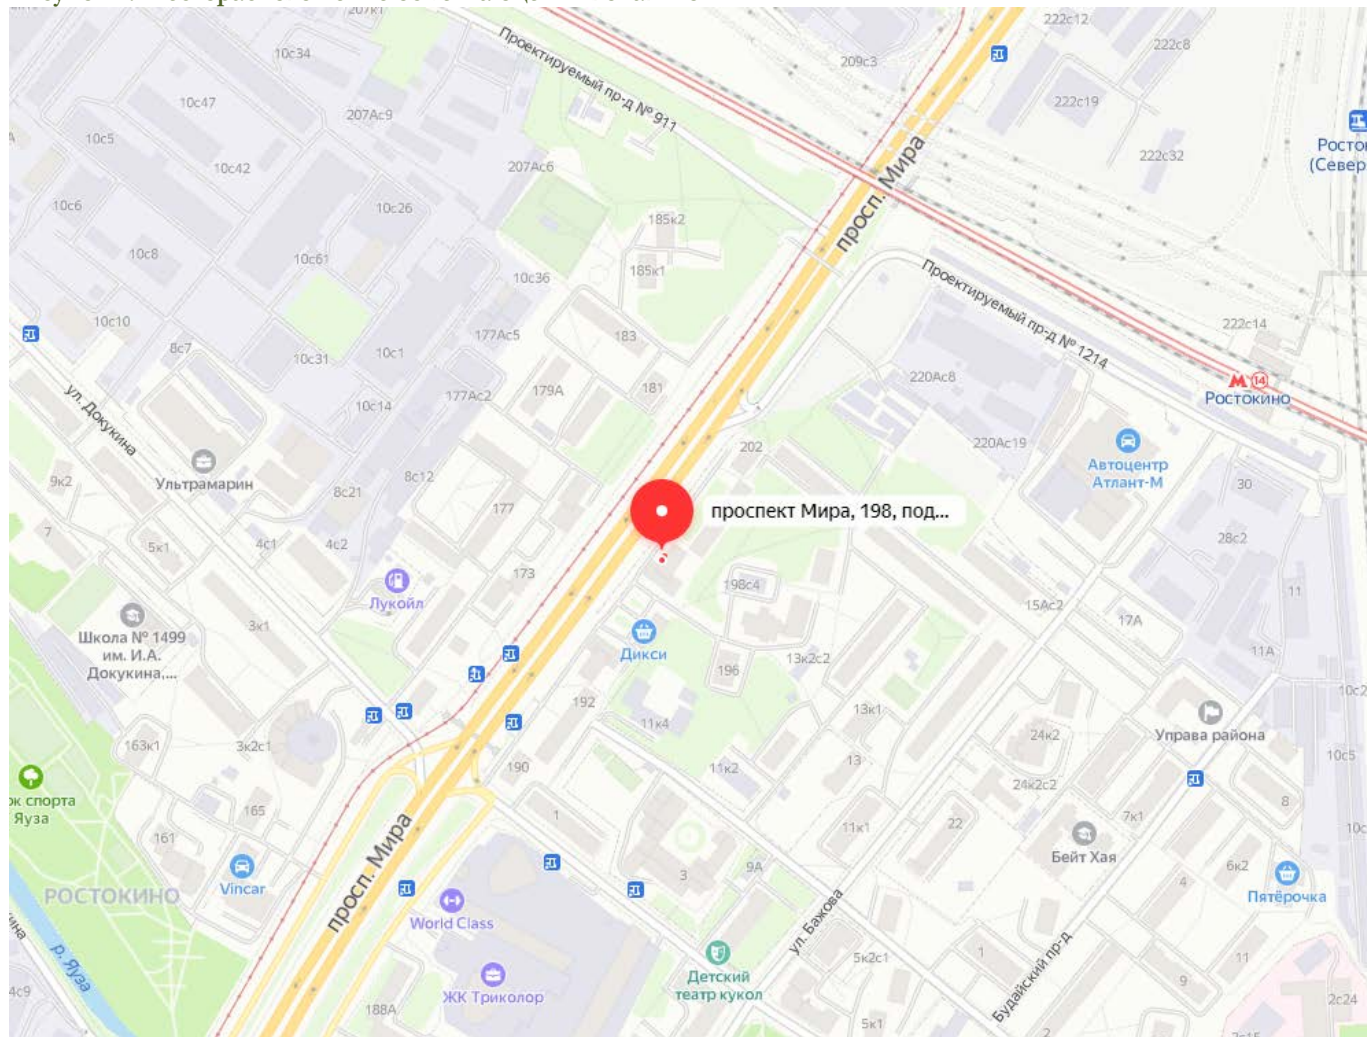 222с12
10с34
Проектируемый пр-д № 911
209с3
222с8
10с47
207Ас9
222с19
10с5
10с42
207Ас6
просп. Мира
222с32
Росто
(Север
10с6
10с26
185к2
10с8
10с61
185к1
10с36
Проектируемый пр-д № 1214
10с10
177Ас5
183
222с14
8с7
10с31
10с1
179А
181
220Ас8
М 14
Ростокино
ул. Докукина
10с14
177Ас2
202
220Ас19
Автоцентр
Атлант-М
9к2
Ультрамарин
8с21
8с12
177
30
проспект Мира, 198, под...
7
5к1
4с1
4с2
173
28с2
Лукойл
198с4
15Ас2
11
17А
Школа № 1499
им. И.А.
Докукина,...
3к1
Дикси
196
13к2с2
11А
192
11к4
13к1
24к2
10с2
Управа района
163к1
3к2с1
190
11к2
13
24к2с2
10с5
ок спорта
Яуза
165
1
11к1
22
7к1
8
161
просп. Мира
Бейт Хая
РОСТОКИНО
Vincar
World Class
3
9А
6к2
4
Пятёрочка
ина
р. Яуза
ул. Бажова
Детский
театр кукол
5к2с1
1
Будайский пр-д
11
9
4с9
ЖК Триколор
188А
5к1
2
2с24